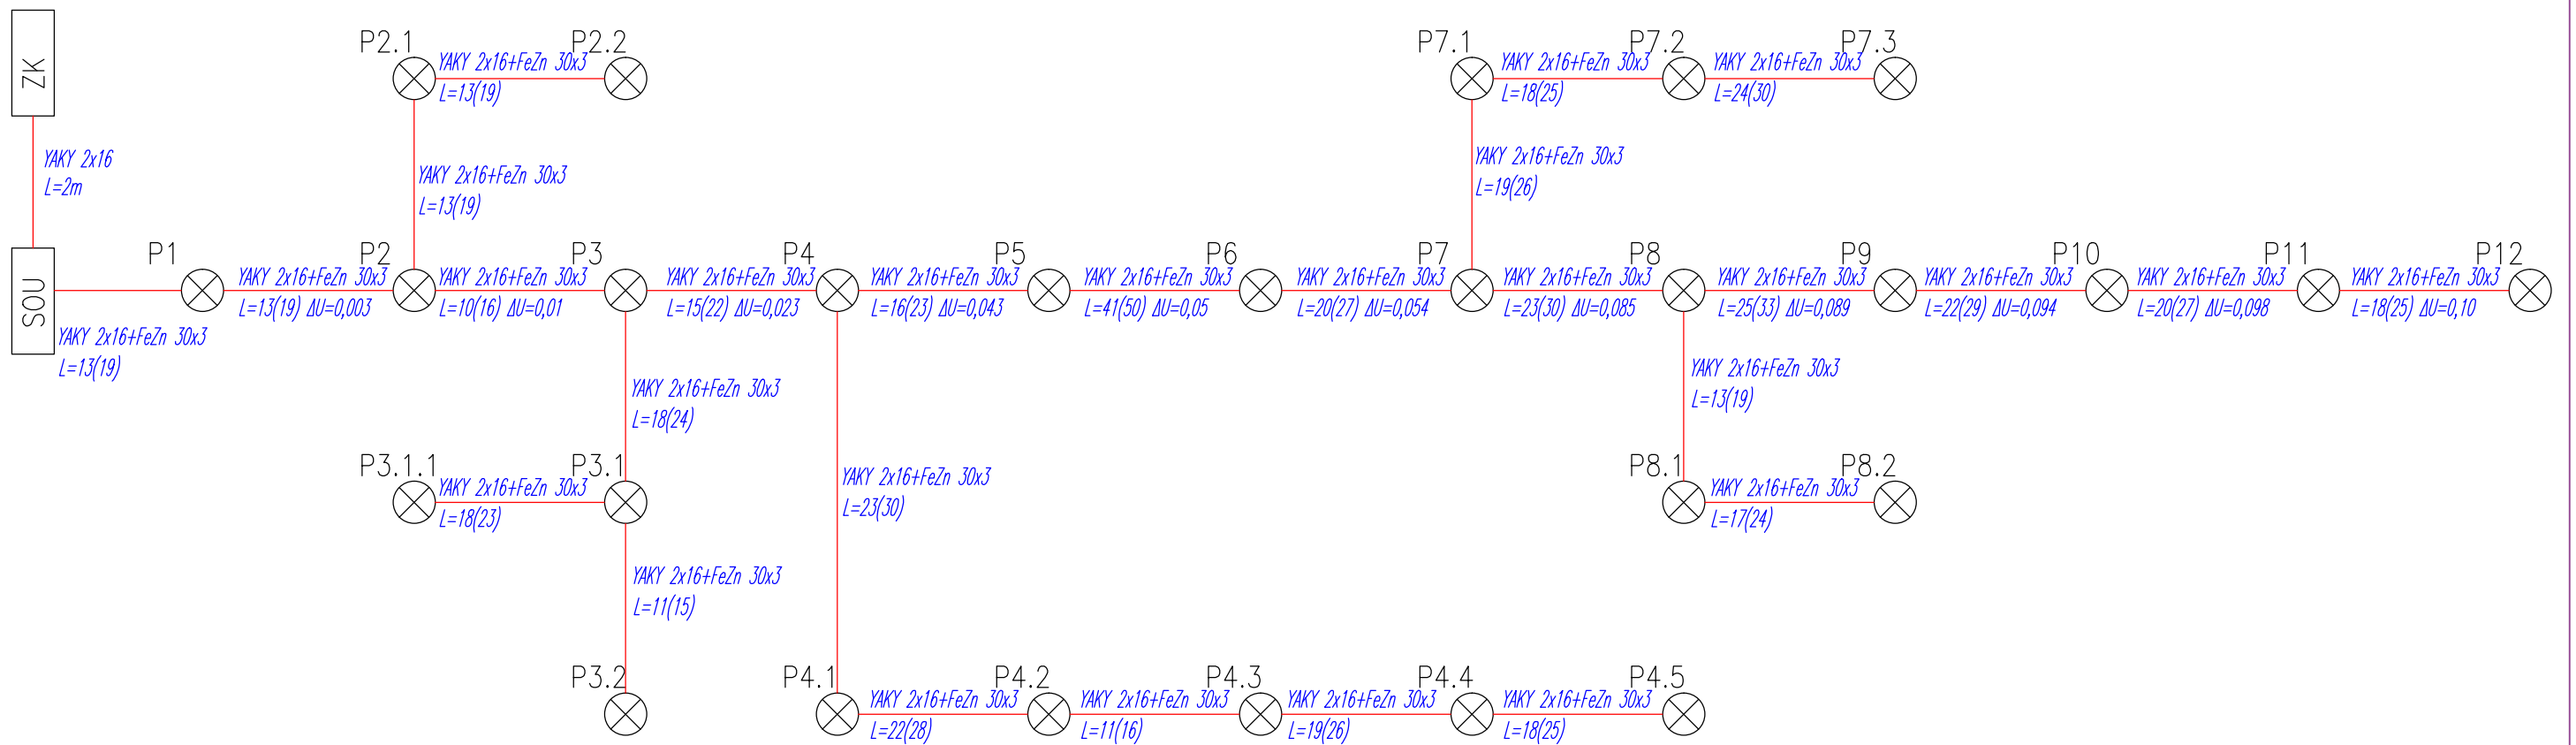 ZK
P2.1
P2.2
P7.1
P7.2
P7.3
YAKY 2x16+FeZn 30x3
L=13(19)
YAKY 2x16+FeZn 30x3
L=18(25)
YAKY 2x16+FeZn 30x3
L=24(30)
YAKY 2x16
L=2m
YAKY 2x16+FeZn 30x3
L=13(19)
YAKY 2x16+FeZn 30x3
L=19(26)
SOU
P1
P2
P3
P4
P5
P6
P7
P8
P9
P10
P11
P12
YAKY 2x16+FeZn 30x3
L=13(19)
YAKY 2x16+FeZn 30x3
L=13(19) ΔU=0,003
YAKY 2x16+FeZn 30x3
L=10(16) ΔU=0,01
YAKY 2x16+FeZn 30x3
L=15(22) ΔU=0,023
YAKY 2x16+FeZn 30x3
L=16(23) ΔU=0,043
YAKY 2x16+FeZn 30x3
L=41(50) ΔU=0,05
YAKY 2x16+FeZn 30x3
L=20(27) ΔU=0,054
YAKY 2x16+FeZn 30x3
L=23(30) ΔU=0,085
YAKY 2x16+FeZn 30x3
L=25(33) ΔU=0,089
YAKY 2x16+FeZn 30x3
L=22(29) ΔU=0,094
YAKY 2x16+FeZn 30x3
L=20(27) ΔU=0,098
YAKY 2x16+FeZn 30x3
L=18(25) ΔU=0,10
YAKY 2x16+FeZn 30x3
L=18(24)
YAKY 2x16+FeZn 30x3
L=13(19)
P3.1.1
P3.1
YAKY 2x16+FeZn 30x3
L=18(23)
YAKY 2x16+FeZn 30x3
L=23(30)
P8.1
P8.2
YAKY 2x16+FeZn 30x3
L=17(24)
YAKY 2x16+FeZn 30x3
L=11(15)
P3.2
P4.1
P4.2
P4.3
P4.4
P4.5
YAKY 2x16+FeZn 30x3
L=22(28)
YAKY 2x16+FeZn 30x3
L=11(16)
YAKY 2x16+FeZn 30x3
L=19(26)
YAKY 2x16+FeZn 30x3
L=18(25)